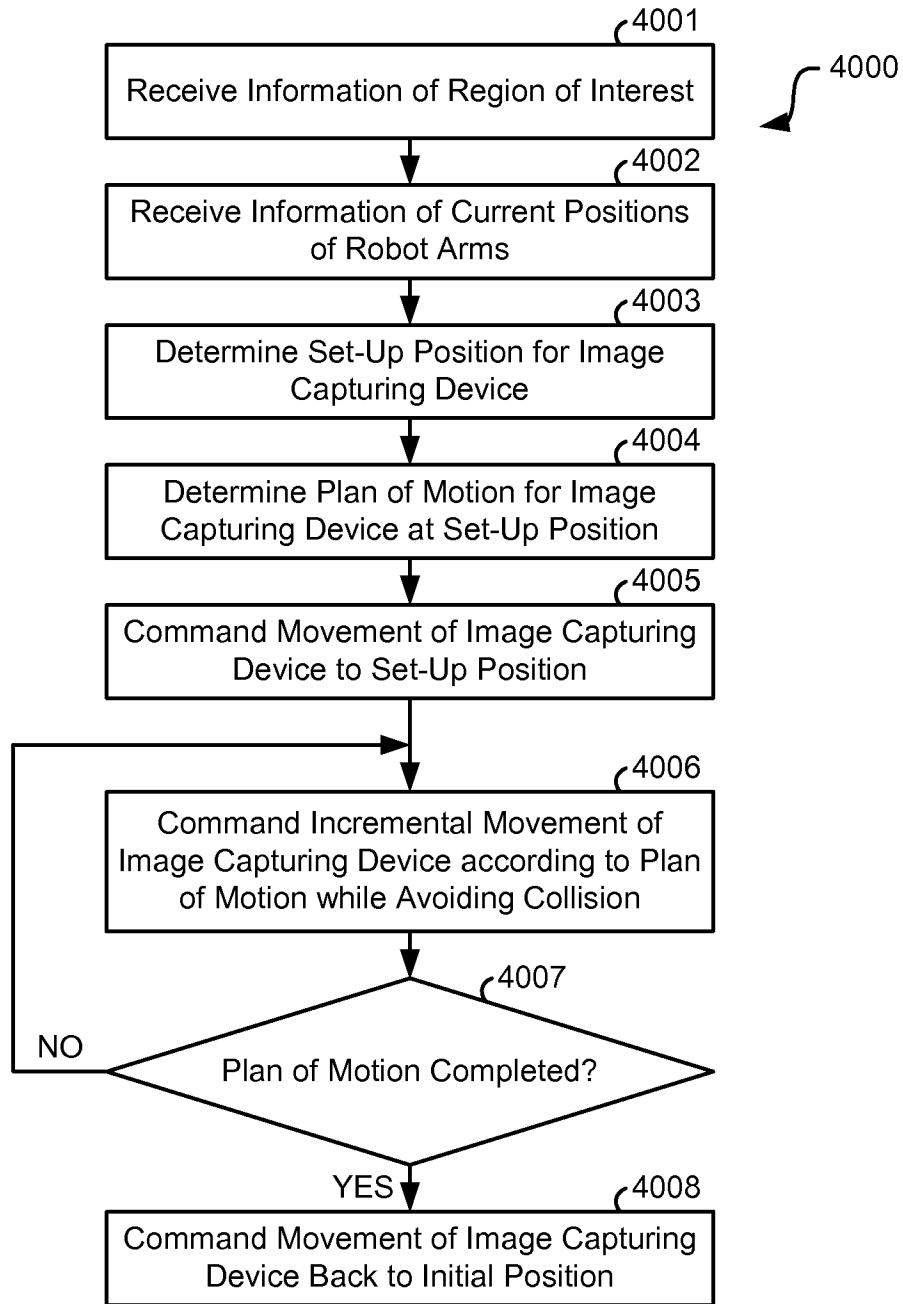 4001
4000
Receive Information of Region of Interest
4002
Receive Information of Current Positions
of Robot Arms
4003
Determine Set-Up Position for Image
Capturing Device
4004
Determine Plan of Motion for Image
Capturing Device at Set-Up Position
4005
Command Movement of Image Capturing
Device to Set-Up Position
4006
Command Incremental Movement of
Image Capturing Device according to Plan
of Motion while Avoiding Collision
4007
NO
Plan of Motion Completed?
YES
4008
Command Movement of Image Capturing
Device Back to Initial Position